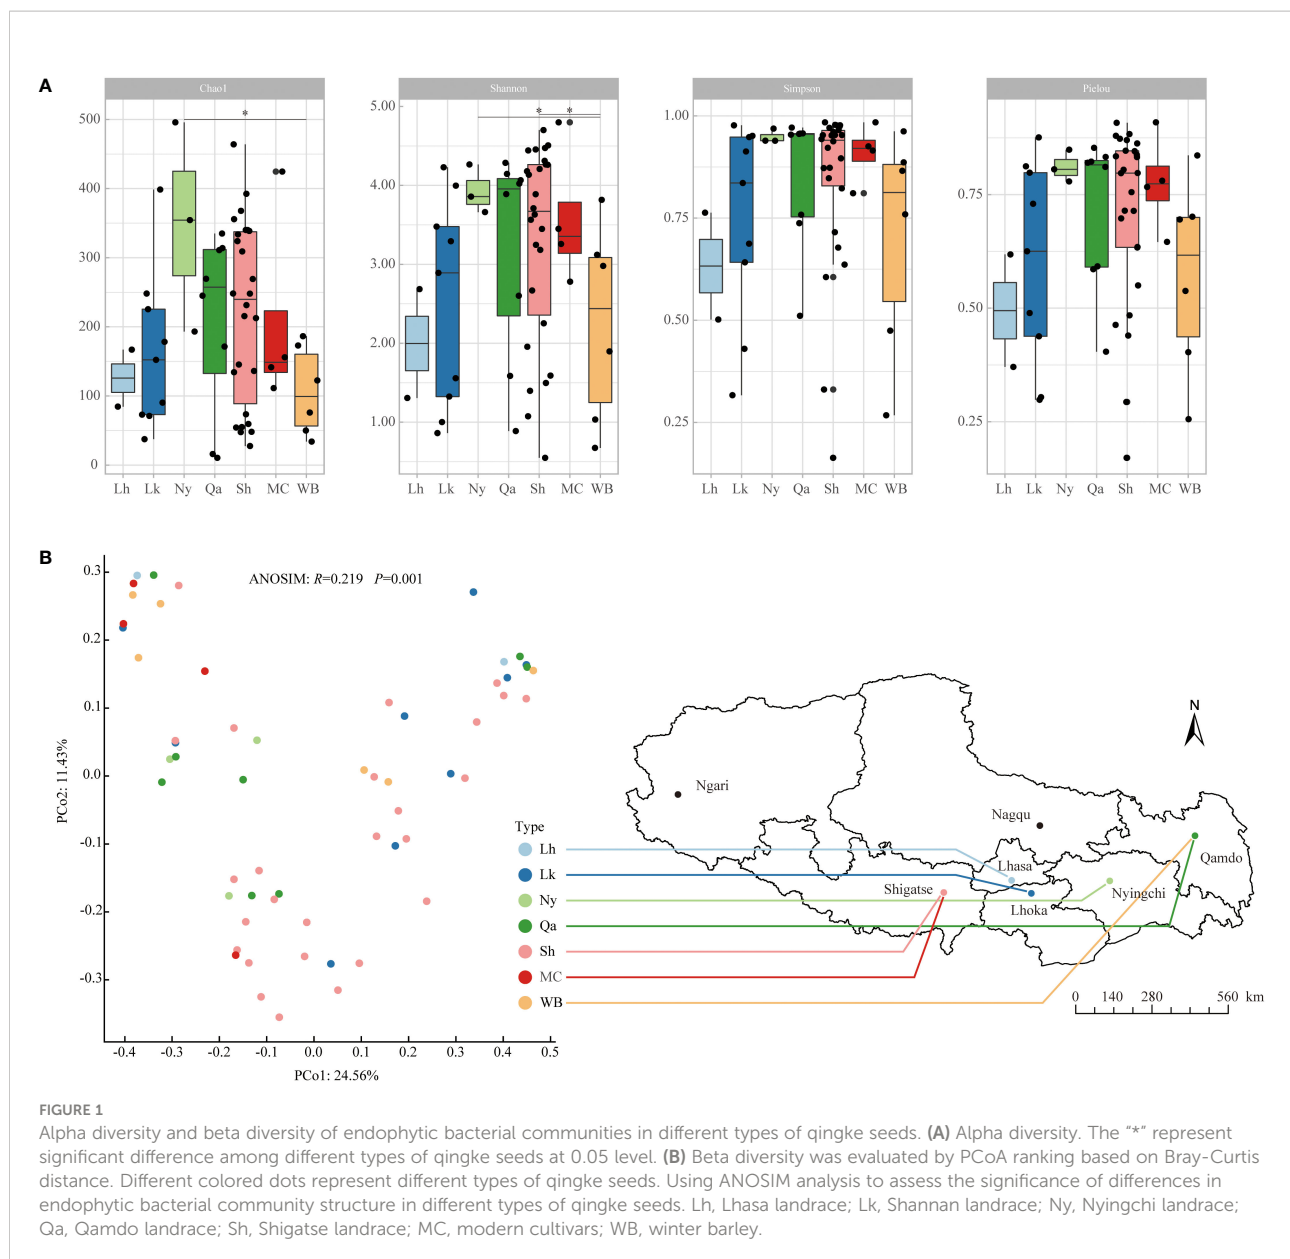 A
Chao1
Shannon
Simpson
Pielou
500
400
300
200
100
0
*
Lh Lk Ny Qa Sh MC WB
5.00
4.00
3.00
2.00
1.00
* *
Lh Lk Ny Qa Sh MC WB
1.00
0.75
0.50
0.25
Lh Lk Ny Qa Sh MC WB
0.75
0.50
0.25
Lh Lk Ny Qa Sh MC WB
B
ANOSIM: R=0.219 P=0.001
PCo2: 11.43%
0.3
0.2
0.1
0.0
-0.1
-0.2
-0.3
-0.4 -0.3 -0.2 -0.1 0.0 0.1 0.2 0.3 0.4 0.5
PCo1: 24.56%
Type
Lh
Lk
Ny
Qa
Sh
MC
WB
N
Ngari
Nagqu
Lhasa
Qamdo
Shigatse
Nyingchi
Lhoka
0 140 280 560 km
FIGURE 1
Alpha diversity and beta diversity of endophytic bacterial communities in different types of qingke seeds. (A) Alpha diversity. The "*" represent
significant difference among different types of qingke seeds at 0.05 level. (B) Beta diversity was evaluated by PCoA ranking based on Bray-Curtis
distance. Different colored dots represent different types of qingke seeds. Using ANOSIM analysis to assess the significance of differences in
endophytic bacterial community structure in different types of qingke seeds. Lh, Lhasa landrace; Lk, Shannan landrace; Ny, Nyingchi landrace;
Qa, Qamdo landrace; Sh, Shigatse landrace; MC, modern cultivars; WB, winter barley.